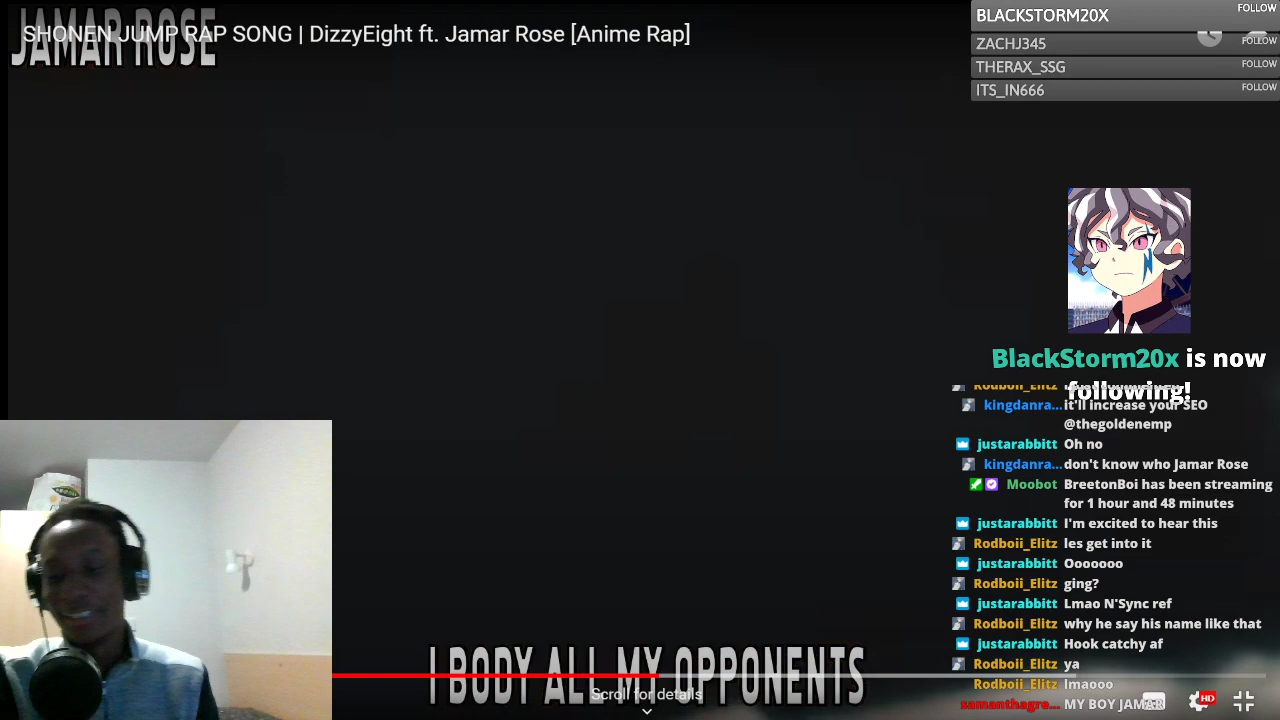 JAMAR ROSE
SHONEN JUMP RAP SONG | DizzyEight ft. Jamar Rose [Anime Rap]
BLACKSTORM20X FOLLOW
ZACHJ345 FOLLOW
THERAX_SSG FOLLOW
ITS_IN666 FOLLOW
BlackStorm20x is now
following!
Rodboii_Elitz
kingdanra... it'll increase your SEO
@thegoldenemp
justarabbitt Oh no
kingdanra... don't know who Jamar Rose
Moobot BreetonBoi has been streaming
for 1 hour and 48 minutes
justarabbitt I'm excited to hear this
Rodboii_Elitz les get into it
justarabbitt Ooooooo
Rodboii_Elitz ging?
justarabbitt Lmao N'Sync ref
Rodboii_Elitz why he say his name like that
justarabbitt Hook catchy af
Rodboii_Elitz ya
Rodboii_Elitz lmaooo
samanthagre... MY BOY JAMAR
I BODY ALL MY OPPONENTS
Scroll for details
HD